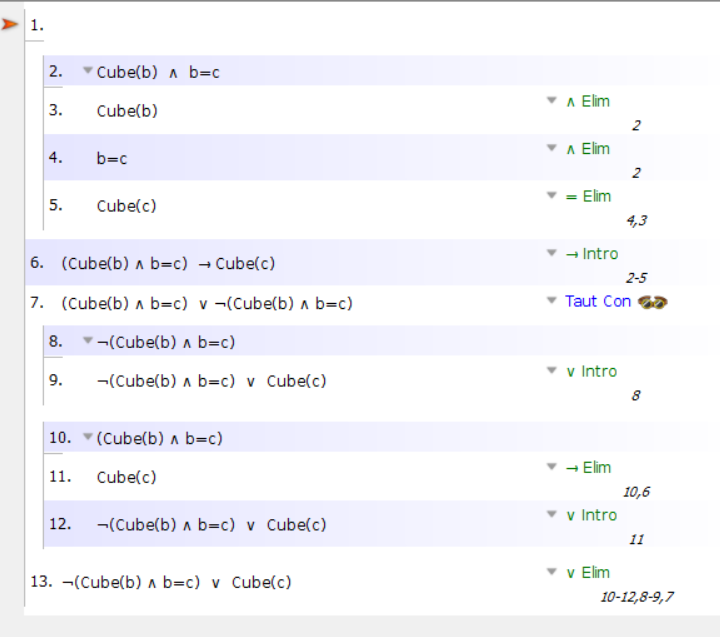 1.
2. Cube(b) ∧ b=c
3. Cube(b) ∧ Elim
2
4. b=c ∧ Elim
2
5. Cube(c) = Elim
4,3
6. (Cube(b) ∧ b=c) → Cube(c) → Intro
2-5
7. (Cube(b) ∧ b=c) ∨ ¬(Cube(b) ∧ b=c) Taut Con
8. ¬(Cube(b) ∧ b=c)
9. ¬(Cube(b) ∧ b=c) ∨ Cube(c) ∨ Intro
8
10. (Cube(b) ∧ b=c)
11. Cube(c) → Elim
10,6
12. ¬(Cube(b) ∧ b=c) ∨ Cube(c) ∨ Intro
11
13. ¬(Cube(b) ∧ b=c) ∨ Cube(c) ∨ Elim
10-12,8-9,7